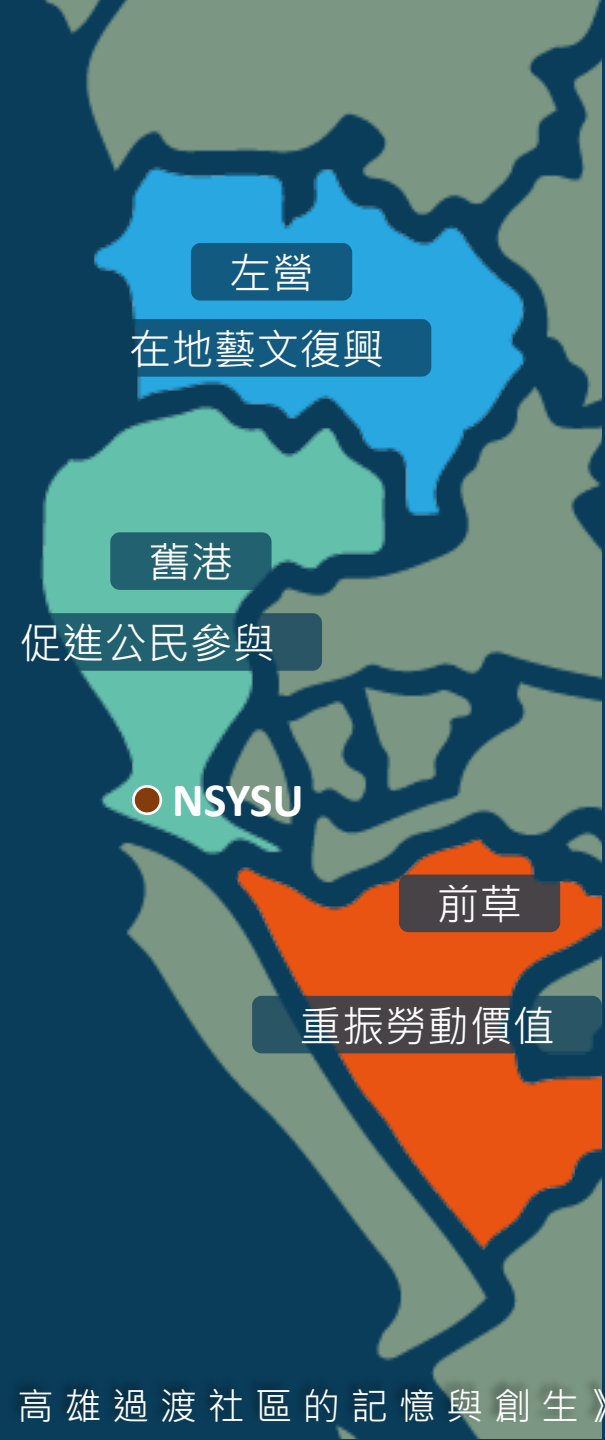 左營
在地藝文復興
舊港
促進公民參與
NSYSU
前草
重振勞動價值
高雄過渡社區的記憶與創生》